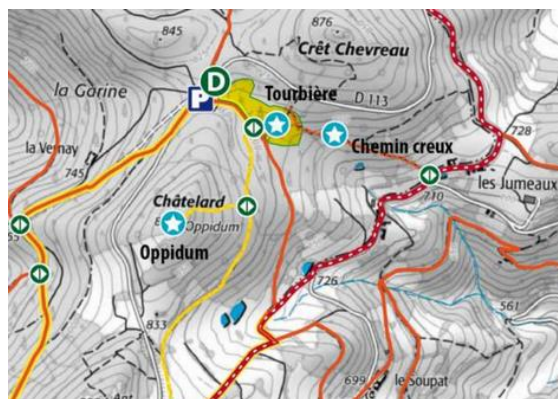 845
876
Crêt Chevreau
D
la Garine
P
Tourbière
D 113
Chemin creux
728
la Vernay
745
les Jumeaux
710
Châtelard
Oppidum
Oppidum
726
561
833
699
le Soupat